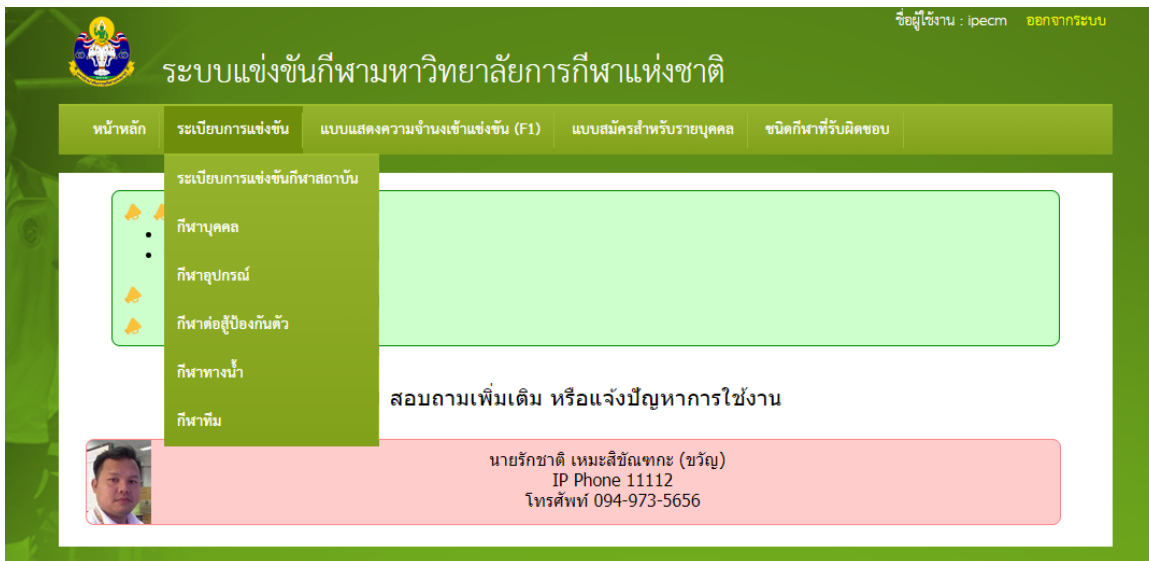 ชื่อผู้ใช้งาน : ipecm ออกจากระบบ
ระบบแข่งขันกีฬามหาวิทยาลัยการกีฬาแห่งชาติ
หน้าหลัก ระเบียบการแข่งขัน แบบแสดงความจำนงเข้าแข่งขัน (F1) แบบสมัครสำหรับรายบุคคล ชนิดกีฬาที่รับผิดชอบ
ระเบียบการแข่งขันกีฬาสถาบัน
กีฬาบุคคล
กีฬาอุปกรณ์
กีฬาต่อสู้ป้องกันตัว
กีฬาทางน้ำ
กีฬาทีม
สอบถามเพิ่มเติม หรือแจ้งปัญหาการใช้งาน
นายรักชาติ เหมะสิขัณฑกะ (ขวัญ)
IP Phone 11112
โทรศัพท์ 094-973-5656